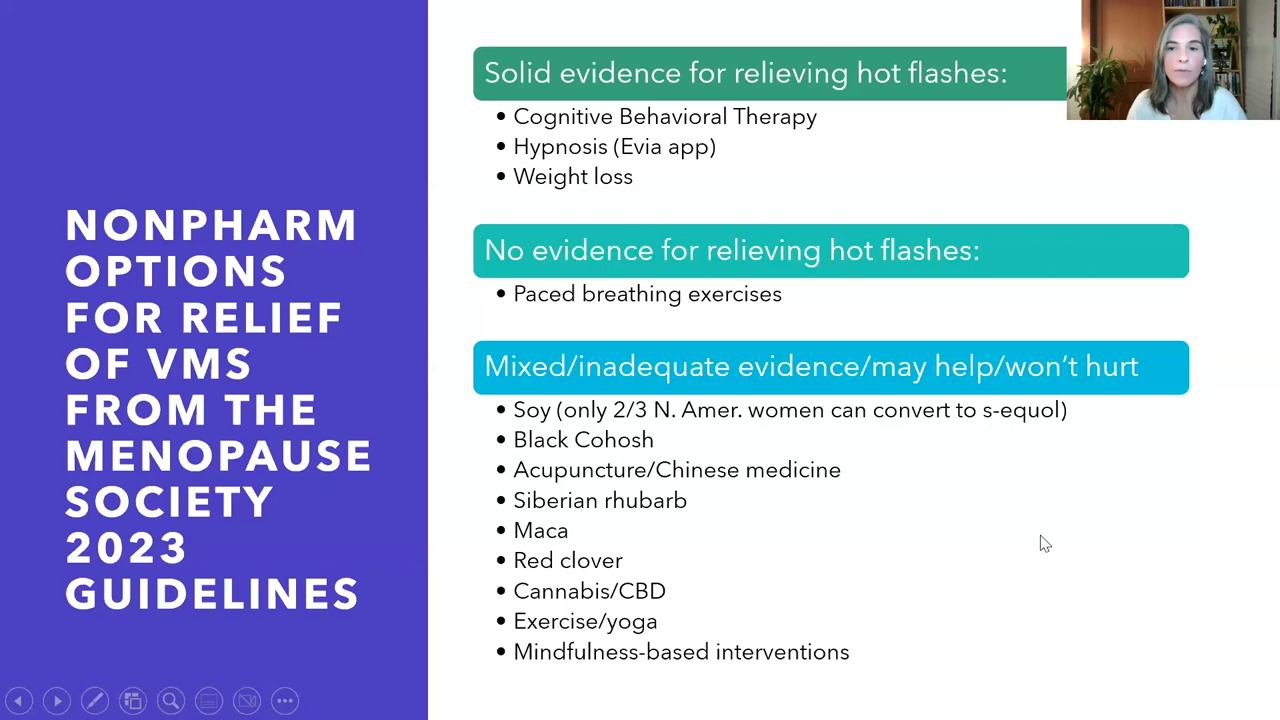 NONPHARM
OPTIONS
FOR RELIEF
OF VMS
FROM THE
MENOPAUSE
SOCIETY
2023
GUIDELINES
Solid evidence for relieving hot flashes:
• Cognitive Behavioral Therapy
• Hypnosis (Evia app)
• Weight loss
No evidence for relieving hot flashes:
• Paced breathing exercises
Mixed/inadequate evidence/may help/won't hurt
• Soy (only 2/3 N. Amer. women can convert to s-equol)
• Black Cohosh
• Acupuncture/Chinese medicine
• Siberian rhubarb
• Maca
• Red clover
• Cannabis/CBD
• Exercise/yoga
• Mindfulness-based interventions